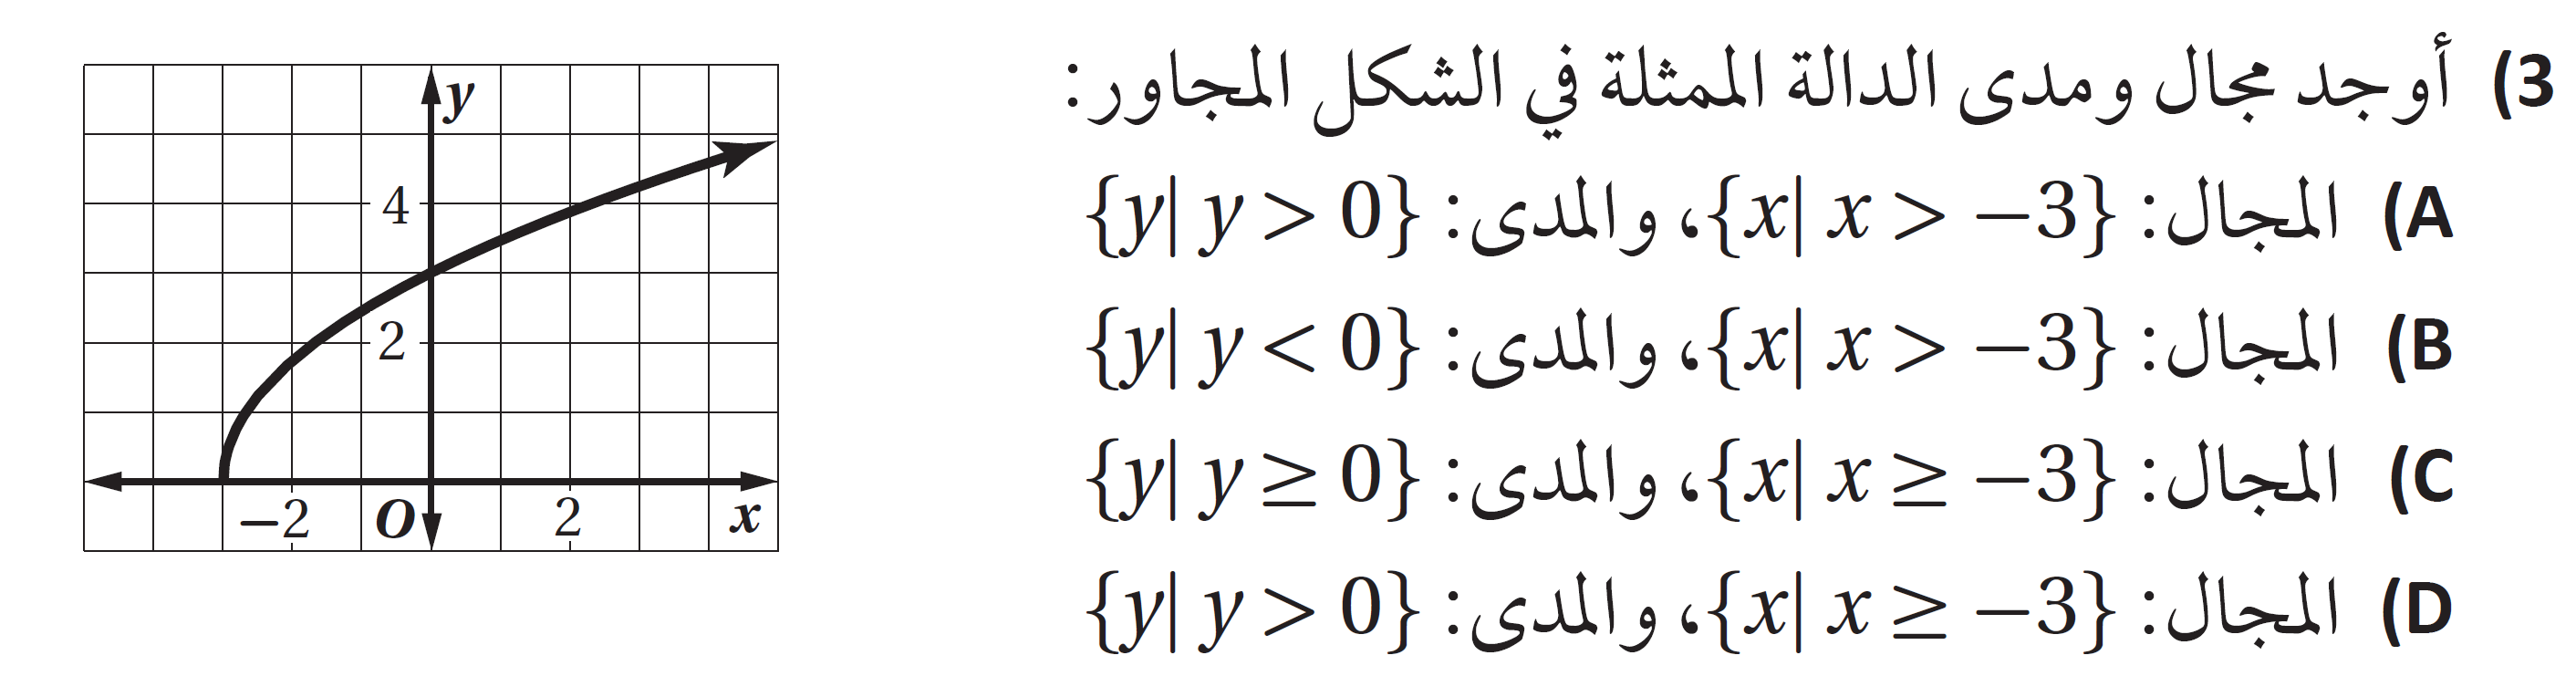 3) أوجد مجال ومدى الدالة الممثلة في الشكل المجاور:
A) المجال: {x| x > −3}، والمدى: {y| y > 0}
B) المجال: {x| x > −3}، والمدى: {y| y < 0}
C) المجال: {x| x ≥ −3}، والمدى: {y| y ≥ 0}
D) المجال: {x| x ≥ −3}، والمدى: {y| y > 0}
y
4
2
−2 O 2 x